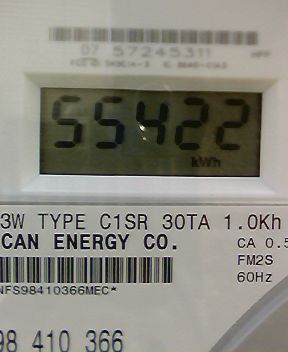 07 57245311
55422
kWh
3W TYPE C1SR 30TA 1.0Kh
CAN ENERGY CO.
CA 0.5
FM2S
60Hz
NFS98410366MEC*
98 410 366